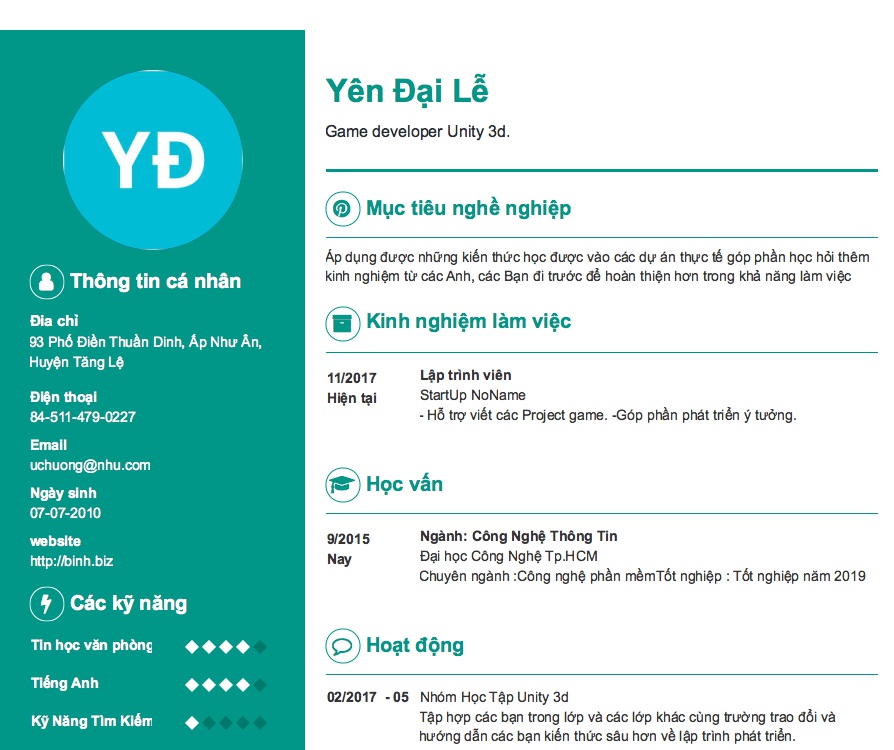 YĐ
Thông tin cá nhân
Địa chỉ
93 Phố Điền Thuần Dinh, Ấp Như Ân,
Huyện Tăng Lệ
Điện thoại
84-511-479-0227
Email
uchuong@nhu.com
Ngày sinh
07-07-2010
website
http://binh.biz
Các kỹ năng
Tin học văn phòng
Tiếng Anh
Kỹ Năng Tìm Kiếm
Yên Đại Lễ
Game developer Unity 3d.
Mục tiêu nghề nghiệp
Áp dụng được những kiến thức học được vào các dự án thực tế góp phần học hỏi thêm
kinh nghiệm từ các Anh, các Bạn đi trước để hoàn thiện hơn trong khả năng làm việc
Kinh nghiệm làm việc
11/2017 Lập trình viên
Hiện tại StartUp NoName
- Hỗ trợ viết các Project game. -Góp phần phát triển ý tưởng.
Học vấn
9/2015 Ngành: Công Nghệ Thông Tin
Nay Đại học Công Nghệ Tp.HCM
Chuyên ngành :Công nghệ phần mềmTốt nghiệp : Tốt nghiệp năm 2019
Hoạt động
02/2017 - 05 Nhóm Học Tập Unity 3d
Tập hợp các bạn trong lớp và các lớp khác cùng trường trao đổi và
hướng dẫn các bạn kiến thức sâu hơn về lập trình phát triển.